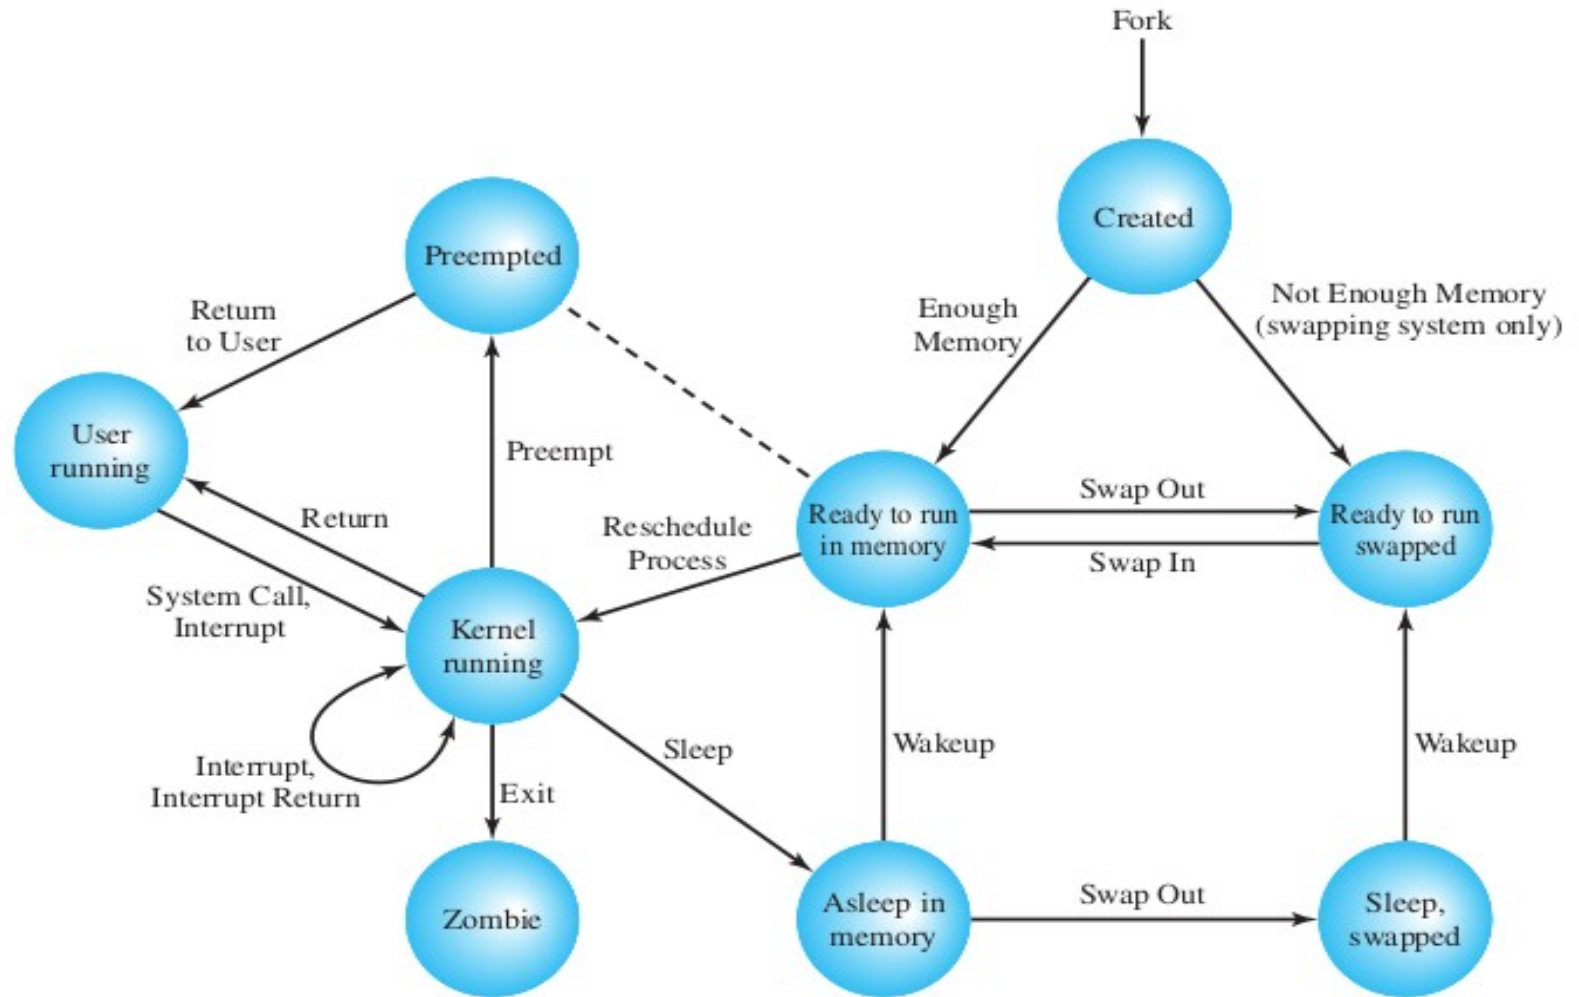 Fork
Created
Preempted
Return
to User
Enough
Memory
Not Enough Memory
(swapping system only)
User
running
Preempt
Return
Reschedule
Process
Ready to run
in memory
Swap Out
Swap In
Ready to run
swapped
System Call,
Interrupt
Kernel
running
Interrupt,
Interrupt Return
Sleep
Exit
Wakeup
Wakeup
Zombie
Asleep in
memory
Swap Out
Sleep,
swapped